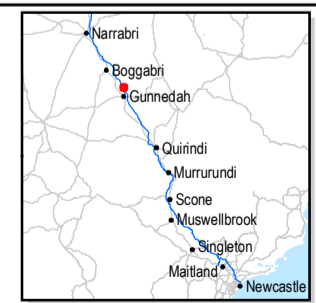 Narrabri
Boggabri
Gunnedah
Quirindi
Murrurundi
Scone
Muswellbrook
Singleton
Maitland
Newcastle